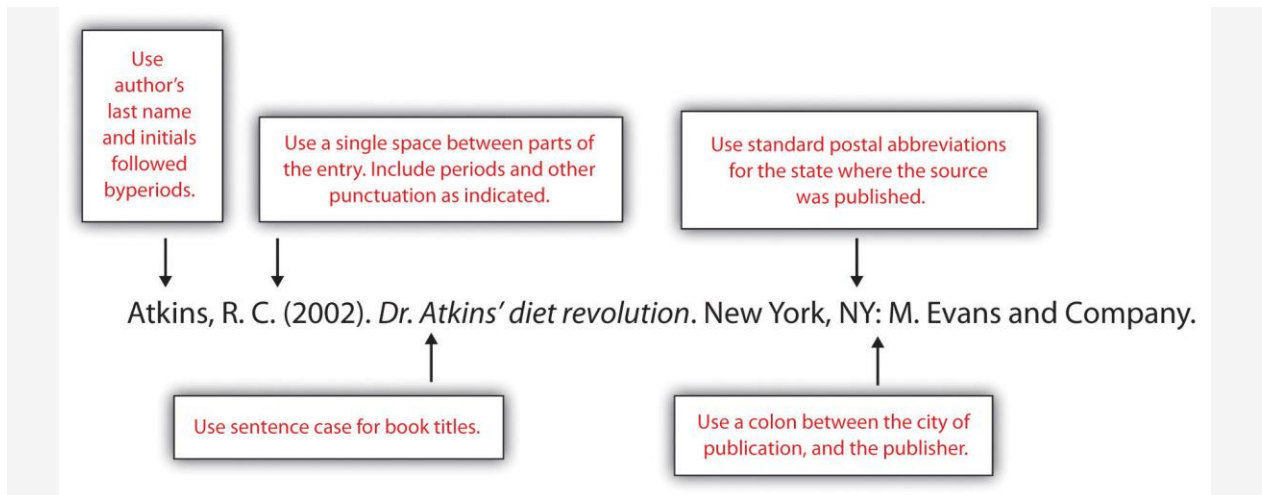 Use
author's
last name
and initials
followed
byperiods.
Use a single space between parts of
the entry. Include periods and other
punctuation as indicated.
Use standard postal abbreviations
for the state where the source
was published.
Atkins, R. C. (2002). Dr. Atkins' diet revolution. New York, NY: M. Evans and Company.
Use sentence case for book titles.
Use a colon between the city of
publication, and the publisher.